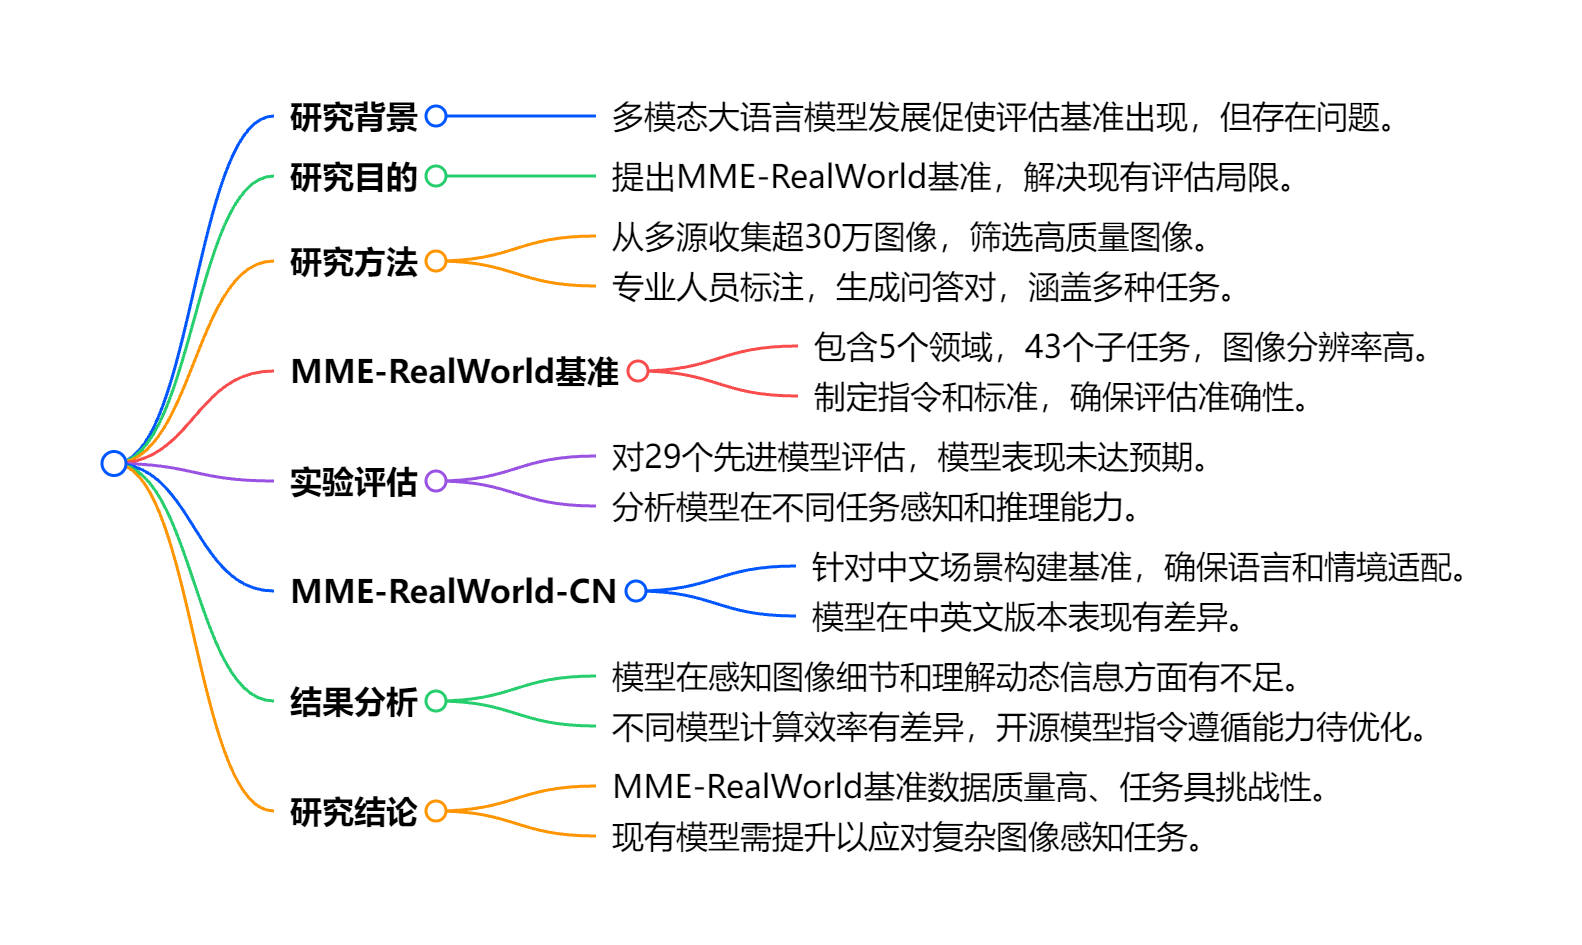 研究背景
多模态大语言模型发展促使评估基准出现，但存在问题。
研究目的
提出MME-RealWorld基准，解决现有评估局限。
研究方法
从多源收集超30万图像，筛选高质量图像。
专业人员标注，生成问答对，涵盖多种任务。
MME-RealWorld基准
包含5个领域，43个子任务，图像分辨率高。
制定指令和标准，确保评估准确性。
实验评估
对29个先进模型评估，模型表现未达预期。
分析模型在不同任务感知和推理能力。
MME-RealWorld-CN
针对中文场景构建基准，确保语言和情境适配。
模型在中英文版本表现有差异。
结果分析
模型在感知图像细节和理解动态信息方面有不足。
不同模型计算效率有差异，开源模型指令遵循能力待优化。
研究结论
MME-RealWorld基准数据质量高、任务具挑战性。
现有模型需提升以应对复杂图像感知任务。